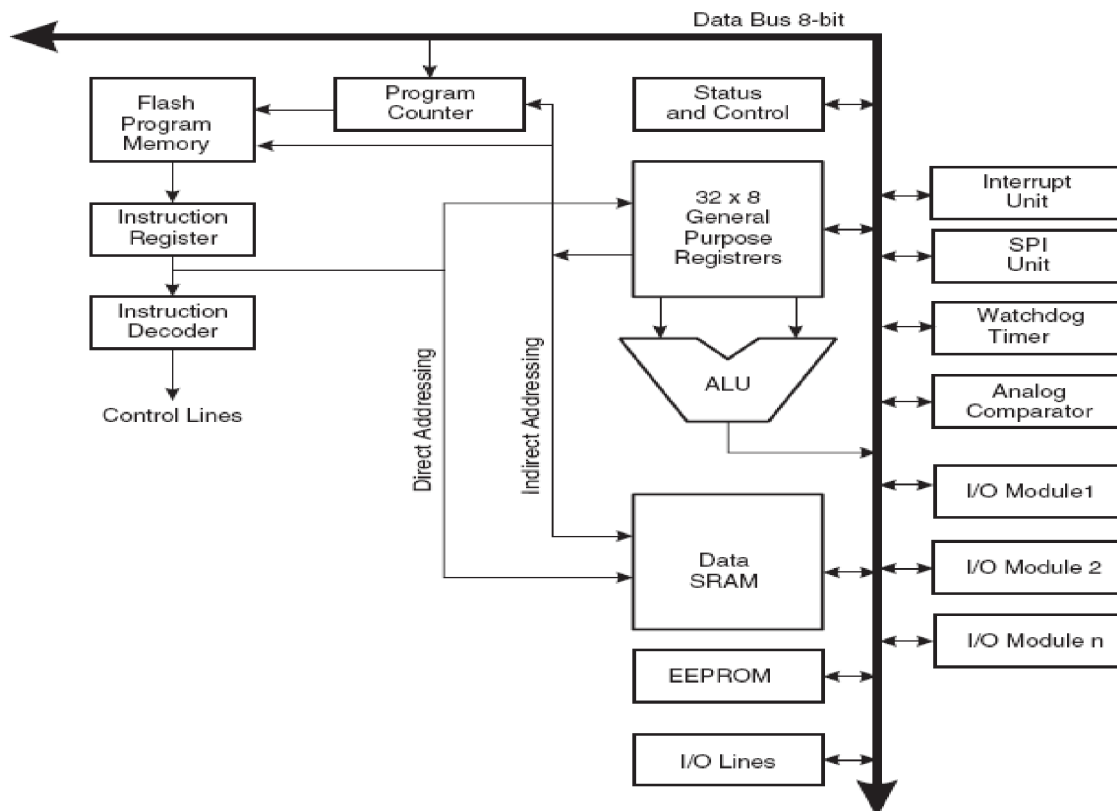 Data Bus 8-bit
Flash
Program
Memory
Program
Counter
Status
and Control
Interrupt
Unit
32 x 8
General
Purpose
Registrers
Instruction
Register
SPI
Unit
Instruction
Decoder
Watchdog
Timer
Direct Addressing
Indirect Addressing
ALU
Analog
Comparator
Control Lines
I/O Module1
Data
SRAM
I/O Module 2
I/O Module n
EEPROM
I/O Lines